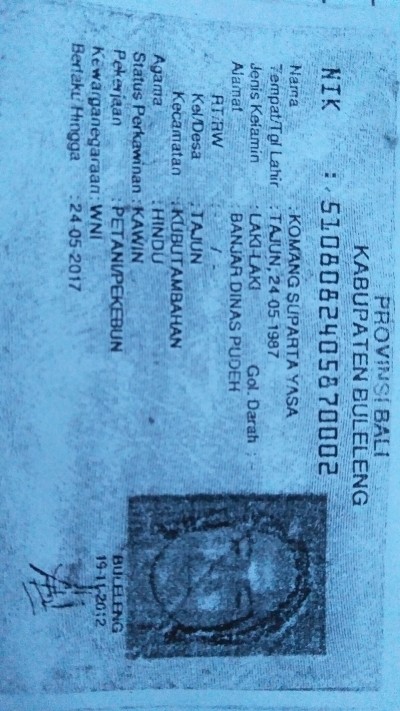 PROVINSI BALI
KABUPATEN BULELENG
NIK : 5108082405870002
Nama : KOMANG SUPARTA YASA
Tempat/Tgl Lahir : TAJUN, 24-05-1987
Jenis Kelamin : LAKI-LAKI Gol. Darah : -
Alamat BANJAR DINAS PUDEH
RT/RW : - / -
Kel/Desa : TAJUN
Kecamatan : KUBUTAMBAHAN
Agama : HINDU
Status Perkawinan : KAWIN
Pekerjaan : PETANI/PEKEBUN
Kewarganegaraan : WNI
Berlaku Hingga : 24-05-2017
BULELENG
19-11-2012